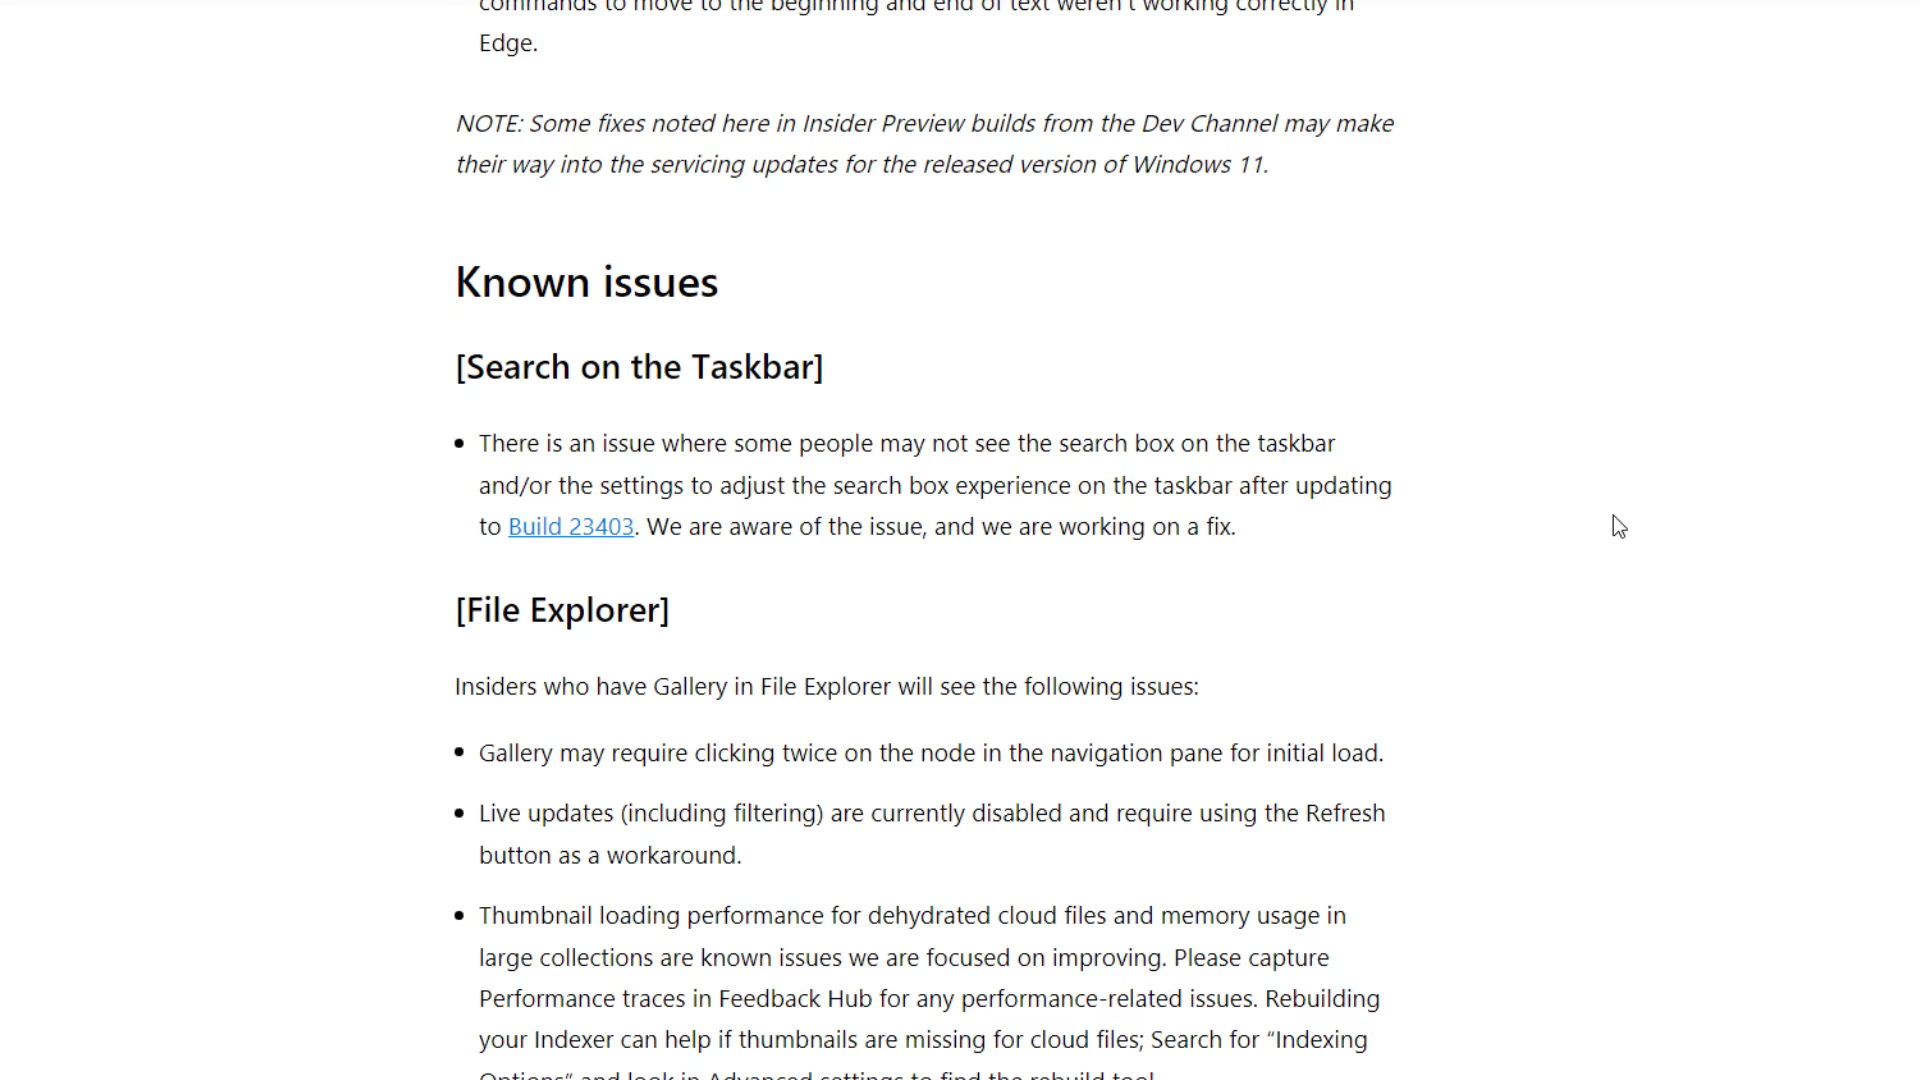 commands to move to the beginning and end of text weren't working correctly in
Edge.
NOTE: Some fixes noted here in Insider Preview builds from the Dev Channel may make
their way into the servicing updates for the released version of Windows 11.
Known issues
[Search on the Taskbar]
• There is an issue where some people may not see the search box on the taskbar
and/or the settings to adjust the search box experience on the taskbar after updating
to Build 23403. We are aware of the issue, and we are working on a fix.
[File Explorer]
Insiders who have Gallery in File Explorer will see the following issues:
• Gallery may require clicking twice on the node in the navigation pane for initial load.
• Live updates (including filtering) are currently disabled and require using the Refresh
button as a workaround.
• Thumbnail loading performance for dehydrated cloud files and memory usage in
large collections are known issues we are focused on improving. Please capture
Performance traces in Feedback Hub for any performance-related issues. Rebuilding
your Indexer can help if thumbnails are missing for cloud files; Search for “Indexing
Options” and look in Advanced settings to find the rebuild tool.